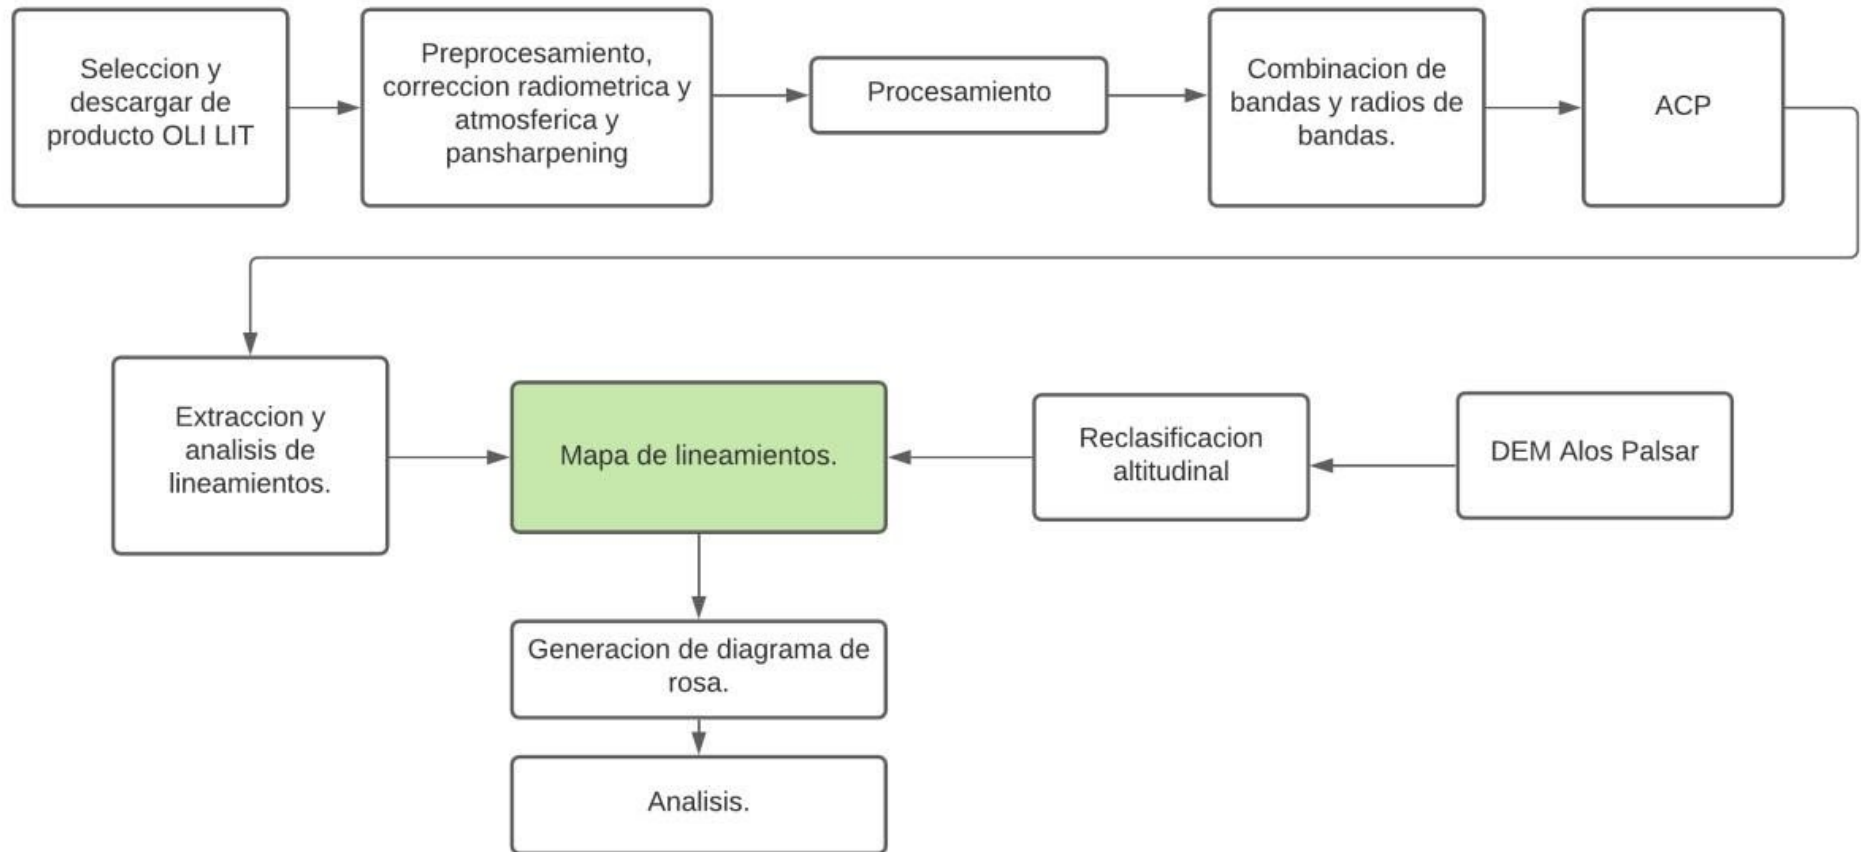 Seleccion y
descargar de
producto OLI LIT
Preprocesamiento,
correccion radiometrica y
atmosferica y
pansharpening
Procesamiento
Combinacion de
bandas y radios de
bandas.
ACP
Extraccion y
analisis de
lineamientos.
Mapa de lineamientos.
Reclasificacion
altitudinal
DEM Alos Palsar
Generacion de diagrama de
rosa.
Analisis.